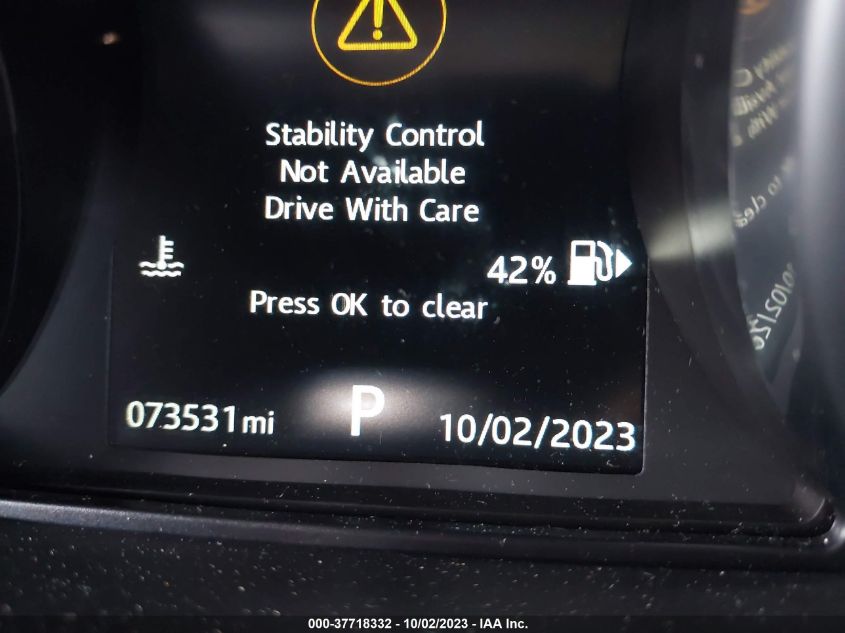 Stability Control
Not Available
Drive With Care
42%
Press OK to clear
073531mi
P
10/02/2023
000-37718332 - 10/02/2023 - IAA Inc.